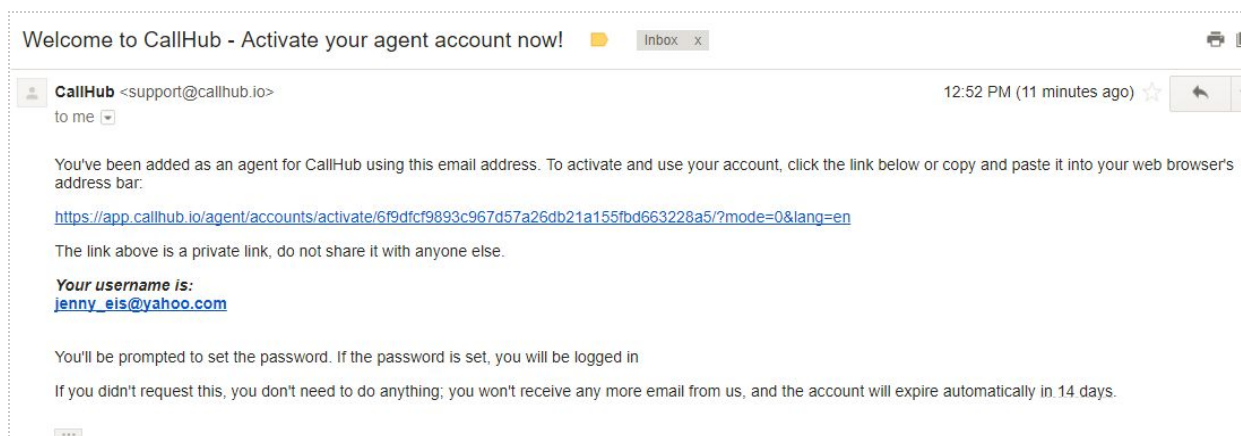 Welcome to CallHub - Activate your agent account now! Inbox x
CallHub <support@callhub.io> 12:52 PM (11 minutes ago)
to me
You've been added as an agent for CallHub using this email address. To activate and use your account, click the link below or copy and paste it into your web browser's
address bar:
https://app.callhub.io/agent/accounts/activate/6f9dfcf9893c967d57a26db21a155fbd663228a5/?mode=0&lang=en
The link above is a private link, do not share it with anyone else.
Your username is:
jenny_eis@yahoo.com
You'll be prompted to set the password. If the password is set, you will be logged in
If you didn't request this, you don't need to do anything; you won't receive any more email from us, and the account will expire automatically in 14 days.